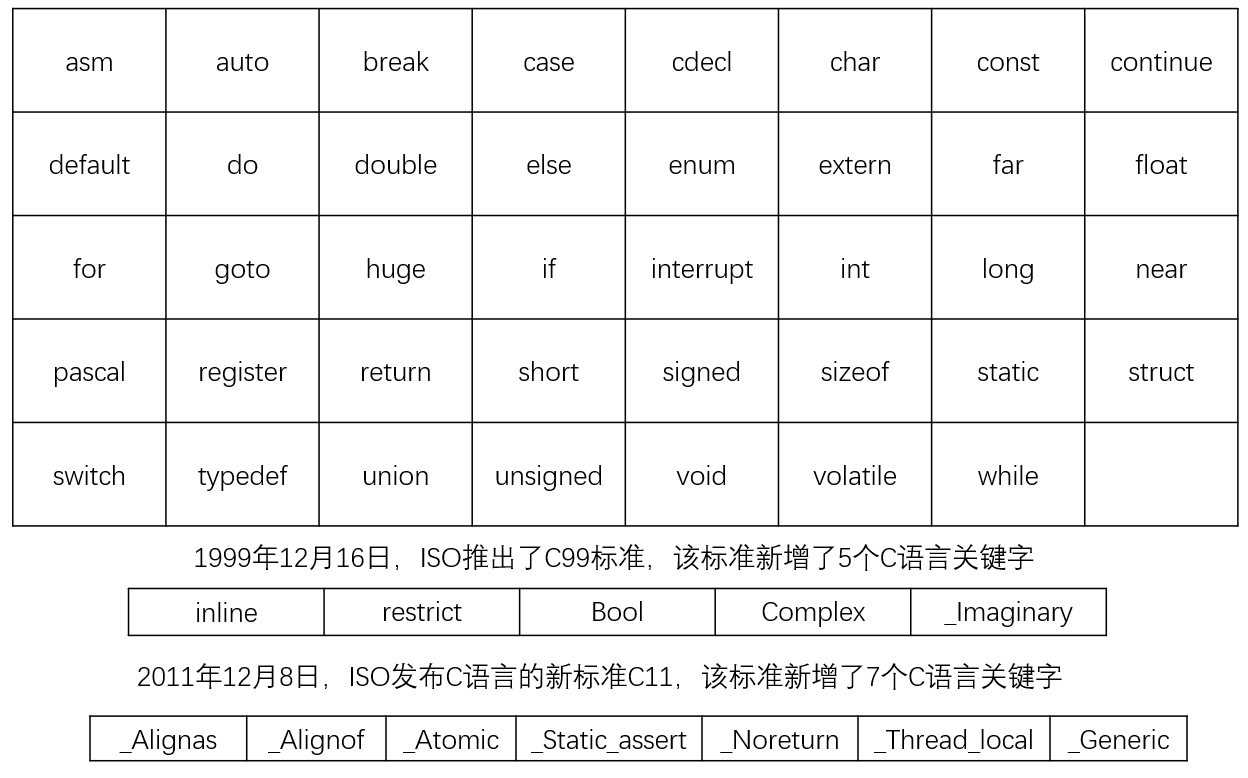 asm auto break case cdecl char const continue
default do double else enum extern far float
for goto huge if interrupt int long near
pascal register return short signed sizeof static struct
switch typedef union unsigned void volatile while
1999年12月16日，ISO推出了C99标准，该标准新增了5个C语言关键字
inline restrict Bool Complex _Imaginary
2011年12月8日，ISO发布C语言的新标准C11，该标准新增了7个C语言关键字
_Alignas _Alignof _Atomic _Static_assert _Noreturn _Thread_local _Generic